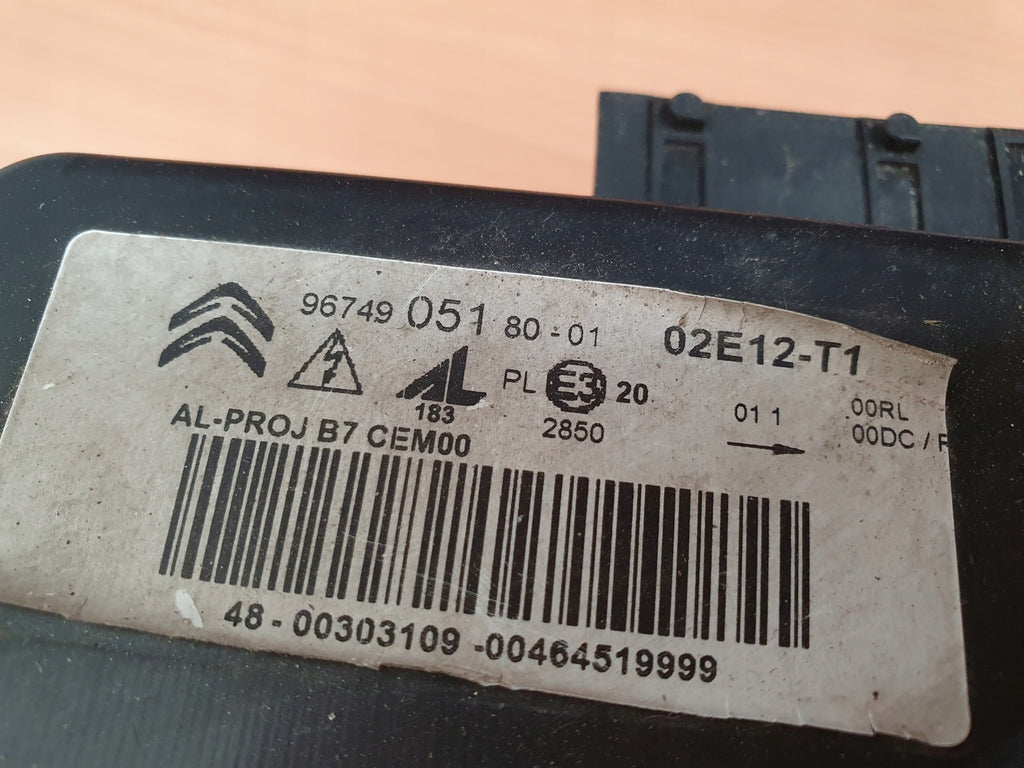 96749 051 80 - 01 02E12-T1
AL 183 PL E3 20 2850 01 1 00RL
00DC / F
AL-PROJ B7 CEM00
48 - 00303109 -00464519999